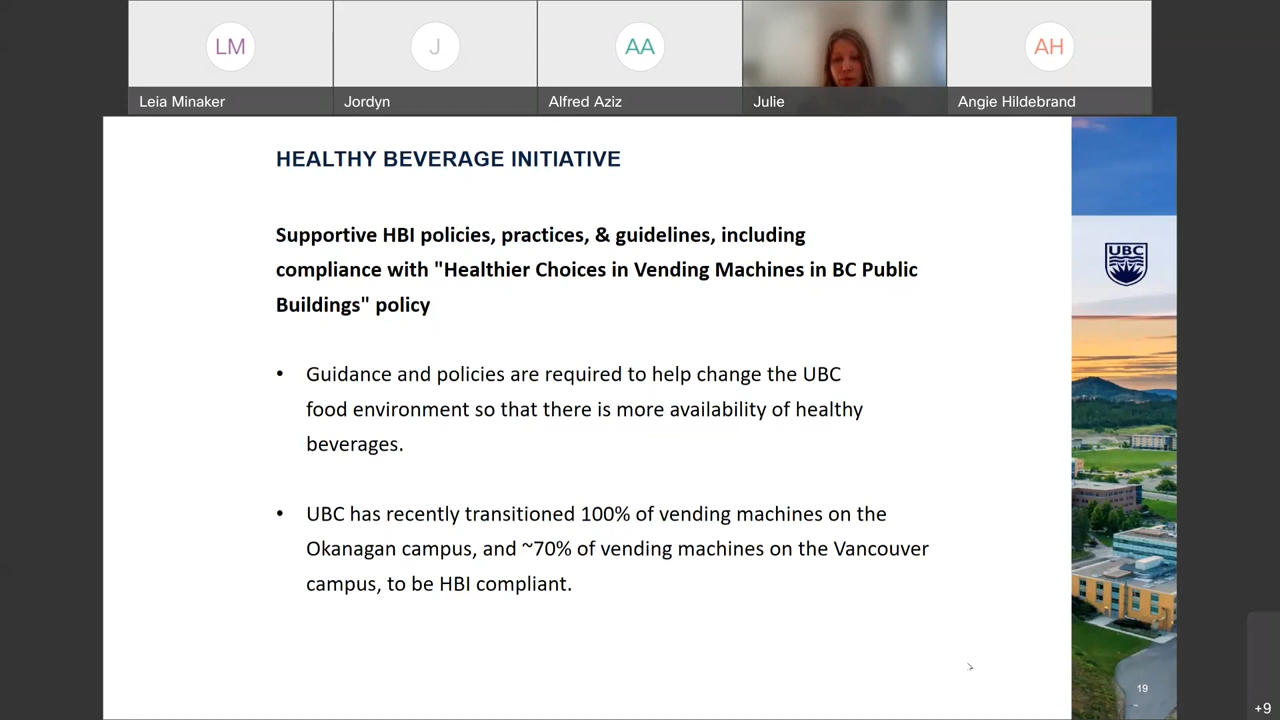 LM
J
AA
AH
Leia Minaker
Jordyn
Alfred Aziz
Julie
Angie Hildebrand
HEALTHY BEVERAGE INITIATIVE
Supportive HBI policies, practices, & guidelines, including
compliance with "Healthier Choices in Vending Machines in BC Public
Buildings" policy
• Guidance and policies are required to help change the UBC
food environment so that there is more availability of healthy
beverages.
• UBC has recently transitioned 100% of vending machines on the
Okanagan campus, and ~70% of vending machines on the Vancouver
campus, to be HBI compliant.
UBC
19
+9